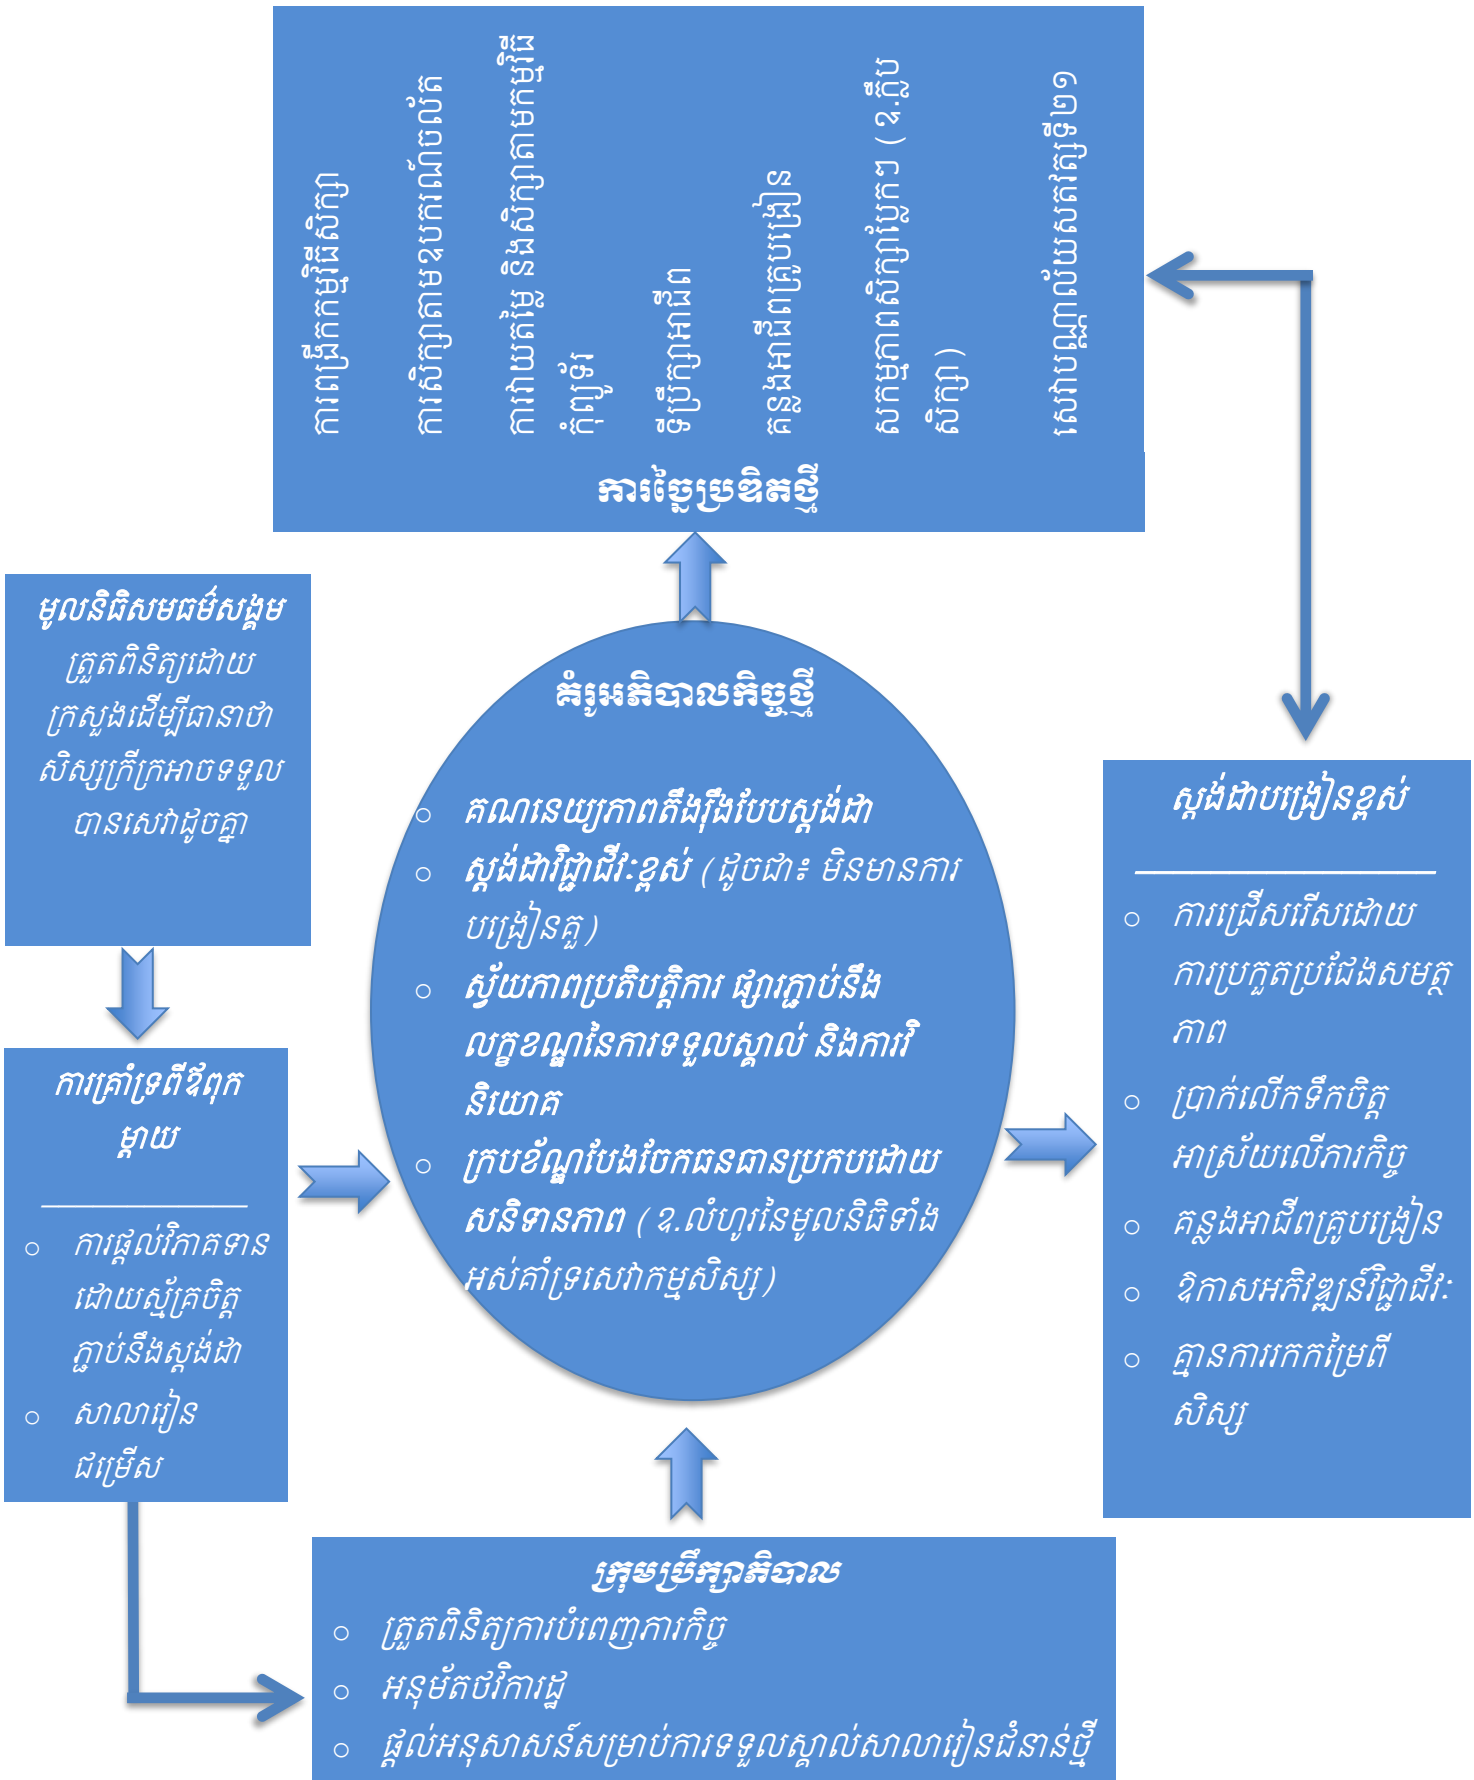 ការពង្រឹកកម្មវិធីសិក្សា
ការសិក្សាតាមឧបករណ៍ចល័ត
ការវាយតម្លៃ និងសិក្សាតាមកម្មវិធី
កុំព្យូទ័រ
ទីប្រឹក្សាអាជីព
គន្លងអាជីពគ្រូបង្រៀន
សកម្មភាពសិក្សាប្លែកៗ (ឧ.ក្លិប
សិក្សា)
សេវាបណ្ណាល័យសតវត្សទី២១
ការច្នៃប្រឌិតថ្មី
មូលនិធិសមធម៌សង្គម
ត្រួតពិនិត្យដោយ
ក្រសួងដើម្បីធានាថា
សិស្សក្រីក្រអាចទទួល
បានសេវាដូចគ្នា
គំរូអភិបាលកិច្ចថ្មី
គណនេយ្យភាពតឹងរ៉ឹងបែបស្តង់ដា
ស្តង់ដាវិជ្ជាជីវៈខ្ពស់ (ដូចជា៖ មិនមានការ
បង្រៀនគួ)
ស្វ័យភាពប្រតិបត្តិការ ផ្សារភ្ជាប់នឹង
លក្ខខណ្ឌនៃការទទួលស្គាល់ និងការវិ
និយោគ
ក្របខ័ណ្ឌបែងចែកធនធានប្រកបដោយ
សនិទានភាព (ឧ.លំហូរនៃមូលនិធិទាំង
អស់គាំទ្រសេវាកម្មសិស្ស)
ការគ្រាំទ្រពីឪពុក
ម្តាយ
ការផ្តល់វិភាគទាន
ដោយស្ម័គ្រចិត្ត
ភ្ជាប់នឹងស្តង់ដា
សាលារៀន
ជម្រើស
ស្តង់ដាបង្រៀនខ្ពស់
ការជ្រើសរើសដោយ
ការប្រកួតប្រជែងសមត្ថ
ភាព
ប្រាក់លើកទឹកចិត្ត
អាស្រ័យលើភារកិច្ច
គន្លងអាជីពគ្រូបង្រៀន
ឱកាសអភិវឌ្ឍន៍វិជ្ជាជីវៈ
គ្មានការរកកម្រៃពី
សិស្ស
ក្រុមប្រឹក្សាភិបាល
ត្រួតពិនិត្យការបំពេញភារកិច្ច
អនុម័តថវិការដ្ឋ
ផ្តល់អនុសាសន៍សម្រាប់ការទទួលស្គាល់សាលារៀនជំនាន់ថ្មី